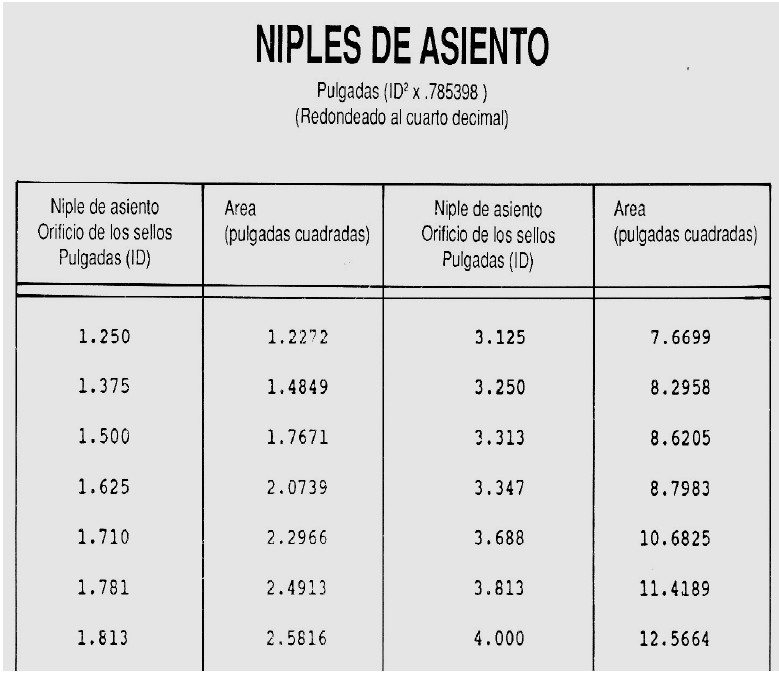 NIPLES DE ASIENTO
Pulgadas (ID² x .785398 )
(Redondeado al cuarto decimal)
Niple de asiento Area Niple de asiento Area
Orificio de los sellos (pulgadas cuadradas) Orificio de los sellos (pulgadas cuadradas)
Pulgadas (ID) Pulgadas (ID)
1.250 1.2272 3.125 7.6699
1.375 1.4849 3.250 8.2958
1.500 1.7671 3.313 8.6205
1.625 2.0739 3.347 8.7983
1.710 2.2966 3.688 10.6825
1.781 2.4913 3.813 11.4189
1.813 2.5816 4.000 12.5664